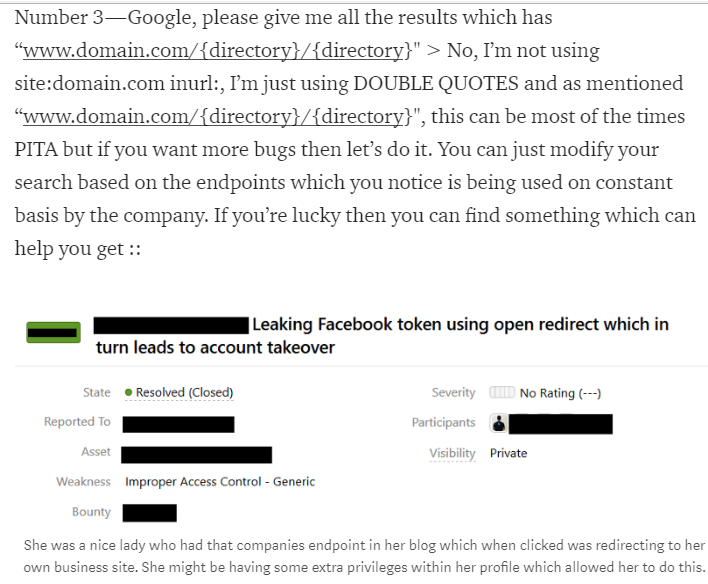 Number 3—Google, please give me all the results which has
“www.domain.com/{directory}/{directory}" > No, I’m not using
site:domain.com inurl:, I’m just using DOUBLE QUOTES and as mentioned
“www.domain.com/{directory}/{directory}", this can be most of the times
PITA but if you want more bugs then let’s do it. You can just modify your
search based on the endpoints which you notice is being used on constant
basis by the company. If you’re lucky then you can find something which can
help you get ::
Leaking Facebook token using open redirect which in
turn leads to account takeover
State Resolved (Closed) Severity No Rating (---)
Reported To Participants
Asset Visibility Private
Weakness Improper Access Control - Generic
Bounty
She was a nice lady who had that companies endpoint in her blog which when clicked was redirecting to her
own business site. She might be having some extra privileges within her profile which allowed her to do this.